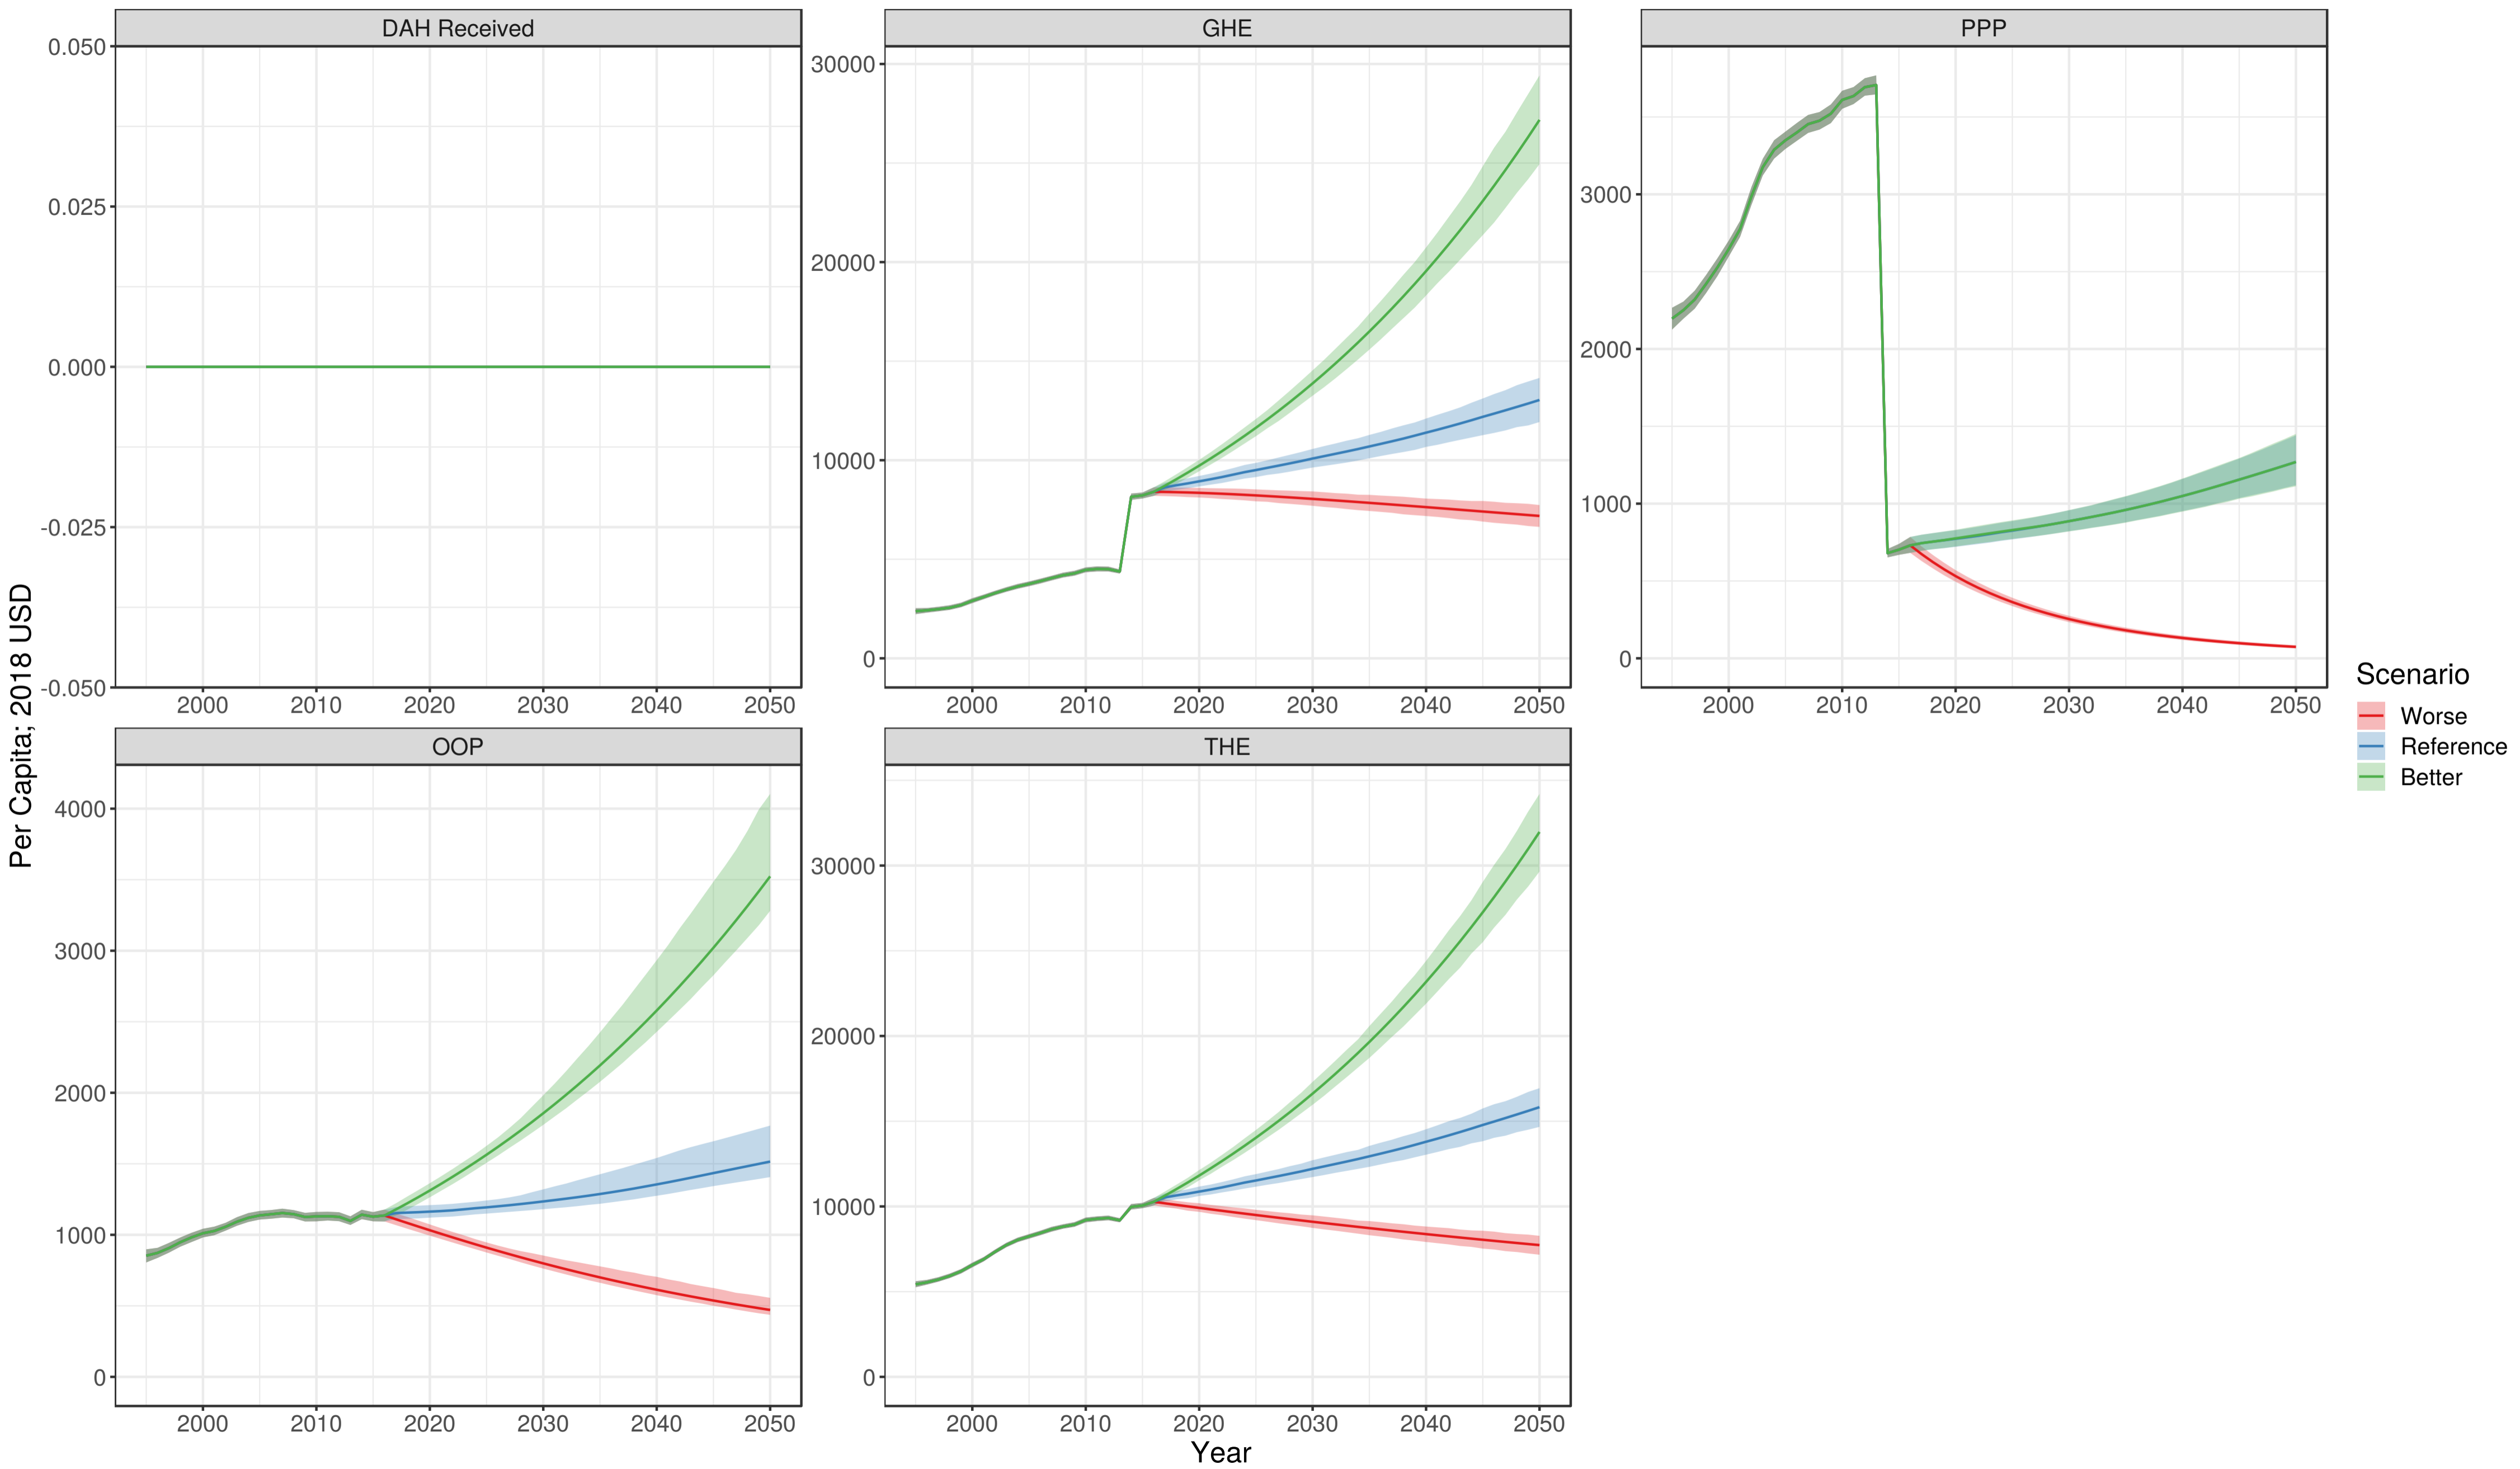 DAH Received
GHE
PPP
0.050
0.025
0.000
-0.025
-0.050
30000
20000
10000
0
3000
2000
1000
0
2000 2010 2020 2030 2040 2050
2000 2010 2020 2030 2040 2050
2000 2010 2020 2030 2040 2050
OOP
THE
4000
3000
2000
1000
0
30000
20000
10000
0
2000 2010 2020 2030 2040 2050
2000 2010 2020 2030 2040 2050
Per Capita; 2018 USD
Year
Scenario
Worse
Reference
Better